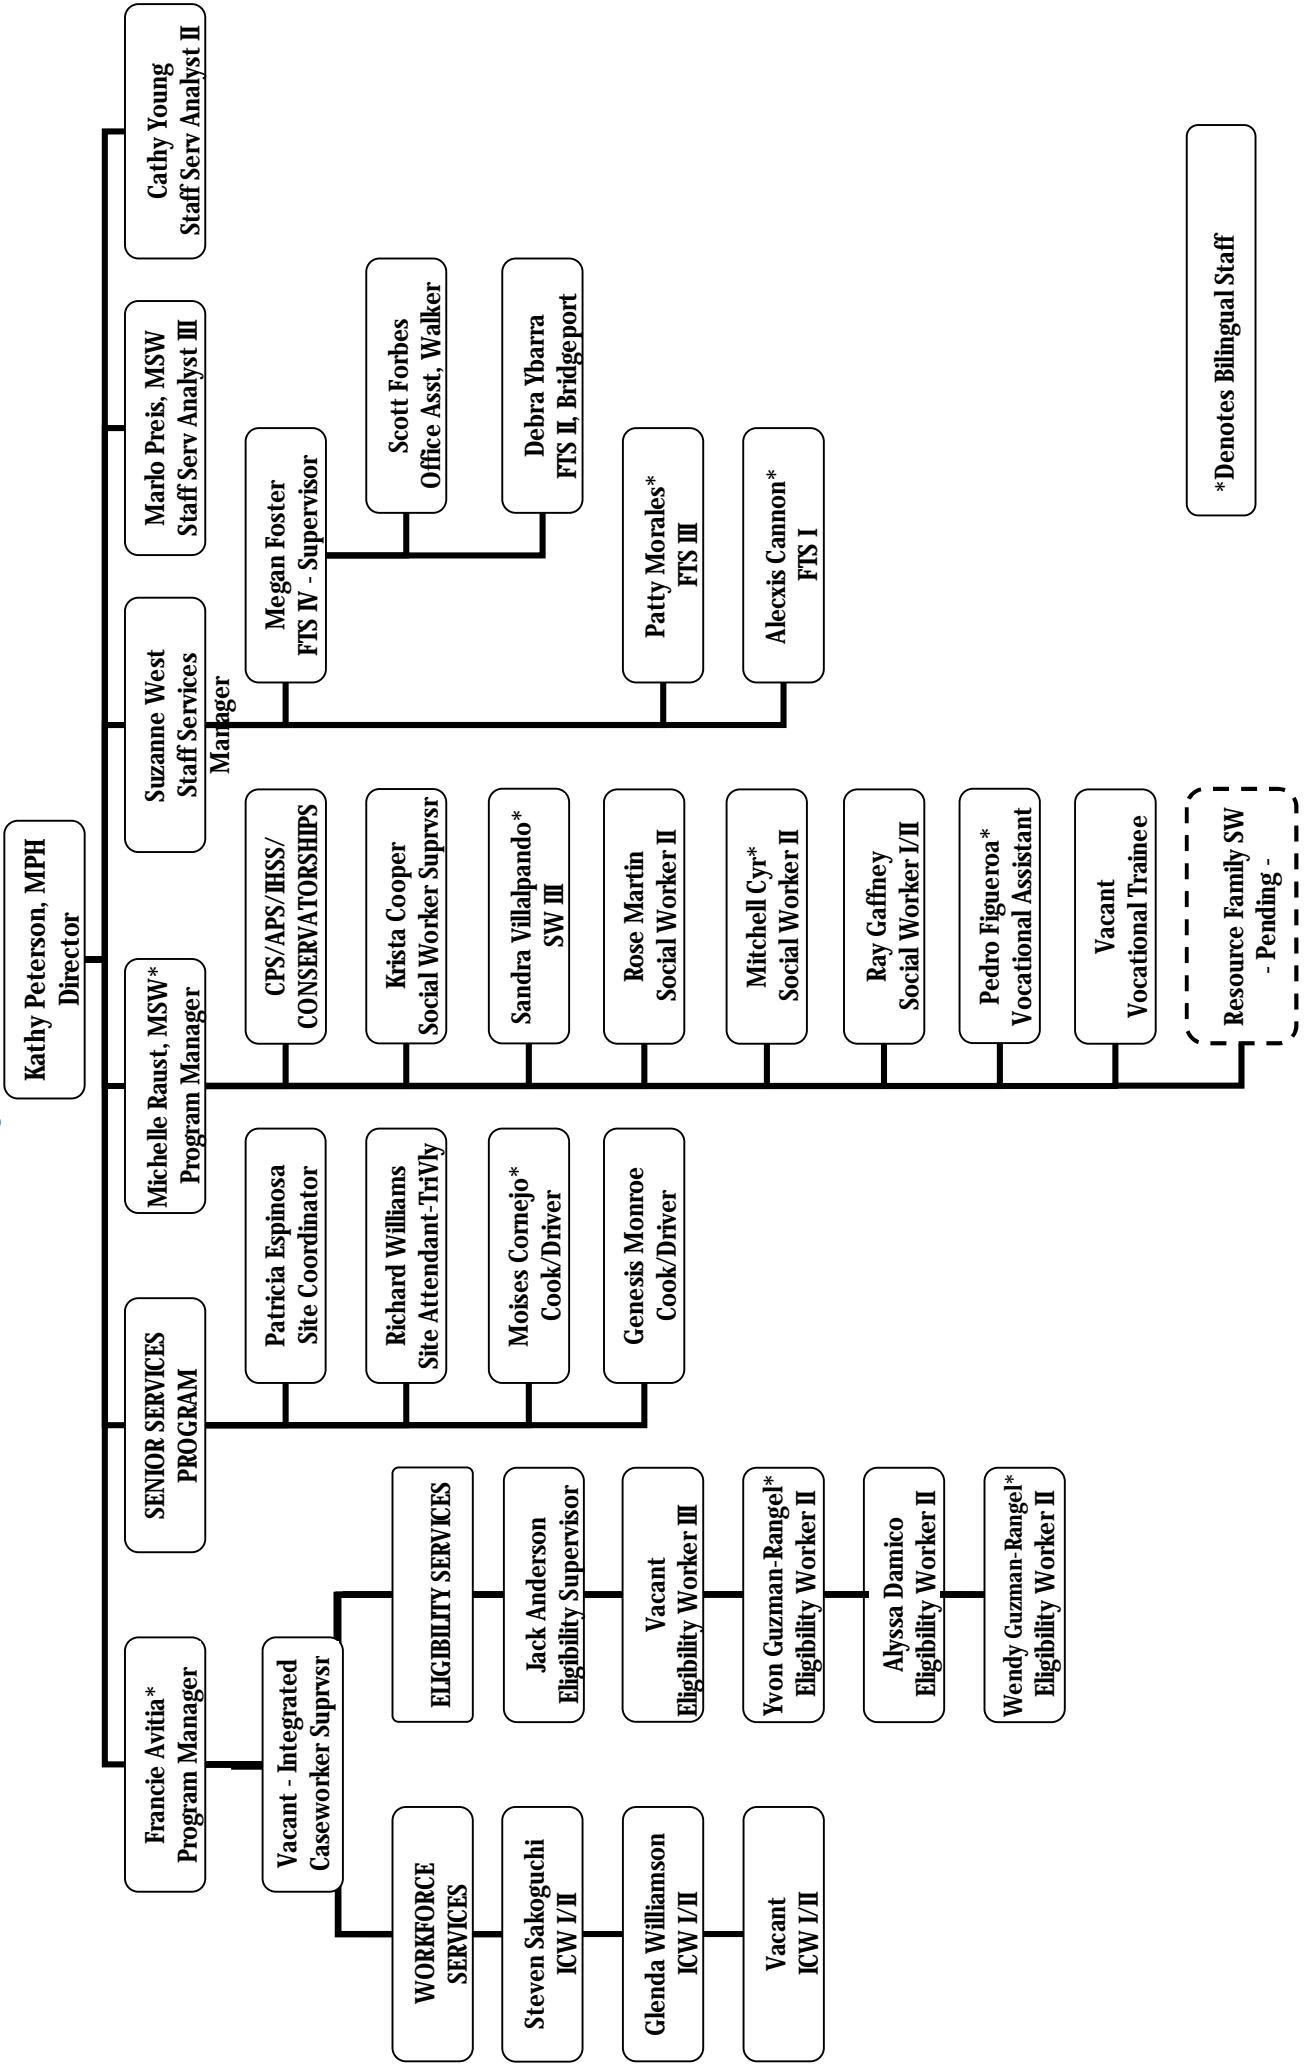 Kathy Peterson, MPH
Director
Francie Avitia*
Program Manager
SENIOR SERVICES
PROGRAM
Michelle Raust, MSW*
Program Manager
Suzanne West
Staff Services
Manager
Marlo Preis, MSW
Staff Serv Analyst III
Cathy Young
Staff Serv Analyst II
Vacant - Integrated
Caseworker Suprvsr
WORKFORCE
SERVICES
Steven Sakoguchi
ICW I/II
Glenda Williamson
ICW I/II
Vacant
ICW I/II
ELIGIBILITY SERVICES
Jack Anderson
Eligibility Supervisor
Vacant
Eligibility Worker III
Yvon Guzman-Rangel*
Eligibility Worker II
Alyssa Damico
Eligibility Worker II
Wendy Guzman-Rangel*
Eligibility Worker II
Patricia Espinosa
Site Coordinator
Richard Williams
Site Attendant-TriVly
Moises Cornejo*
Cook/Driver
Genesis Monroe
Cook/Driver
CPS/APS/IHSS/
CONSERVATORSHIPS
Krista Cooper
Social Worker Suprvsr
Sandra Villalpando*
SW III
Rose Martin
Social Worker II
Mitchell Cyr*
Social Worker II
Ray Gaffney
Social Worker I/II
Pedro Figueroa*
Vocational Assistant
Vacant
Vocational Trainee
Resource Family SW
- Pending -
Megan Foster
FTS IV - Supervisor
Scott Forbes
Office Asst, Walker
Debra Ybarra
FTS II, Bridgeport
Patty Morales*
FTS III
Alecxis Cannon*
FTS I
*Denotes Bilingual Staff